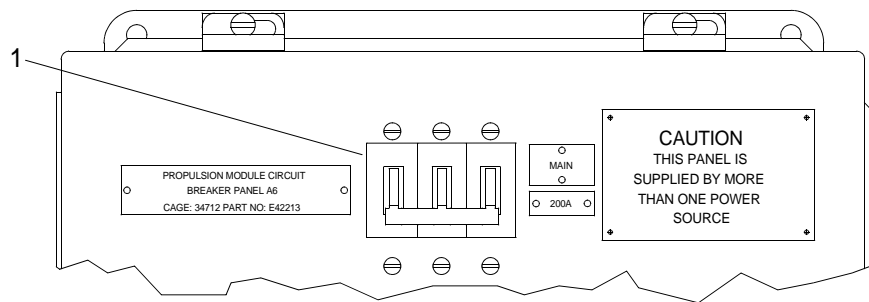 1
PROPULSION MODULE CIRCUIT
BREAKER PANEL A6
CAGE: 34712 PART NO: E42213
MAIN
200A
CAUTION
THIS PANEL IS
SUPPLIED BY MORE
THAN ONE POWER
SOURCE